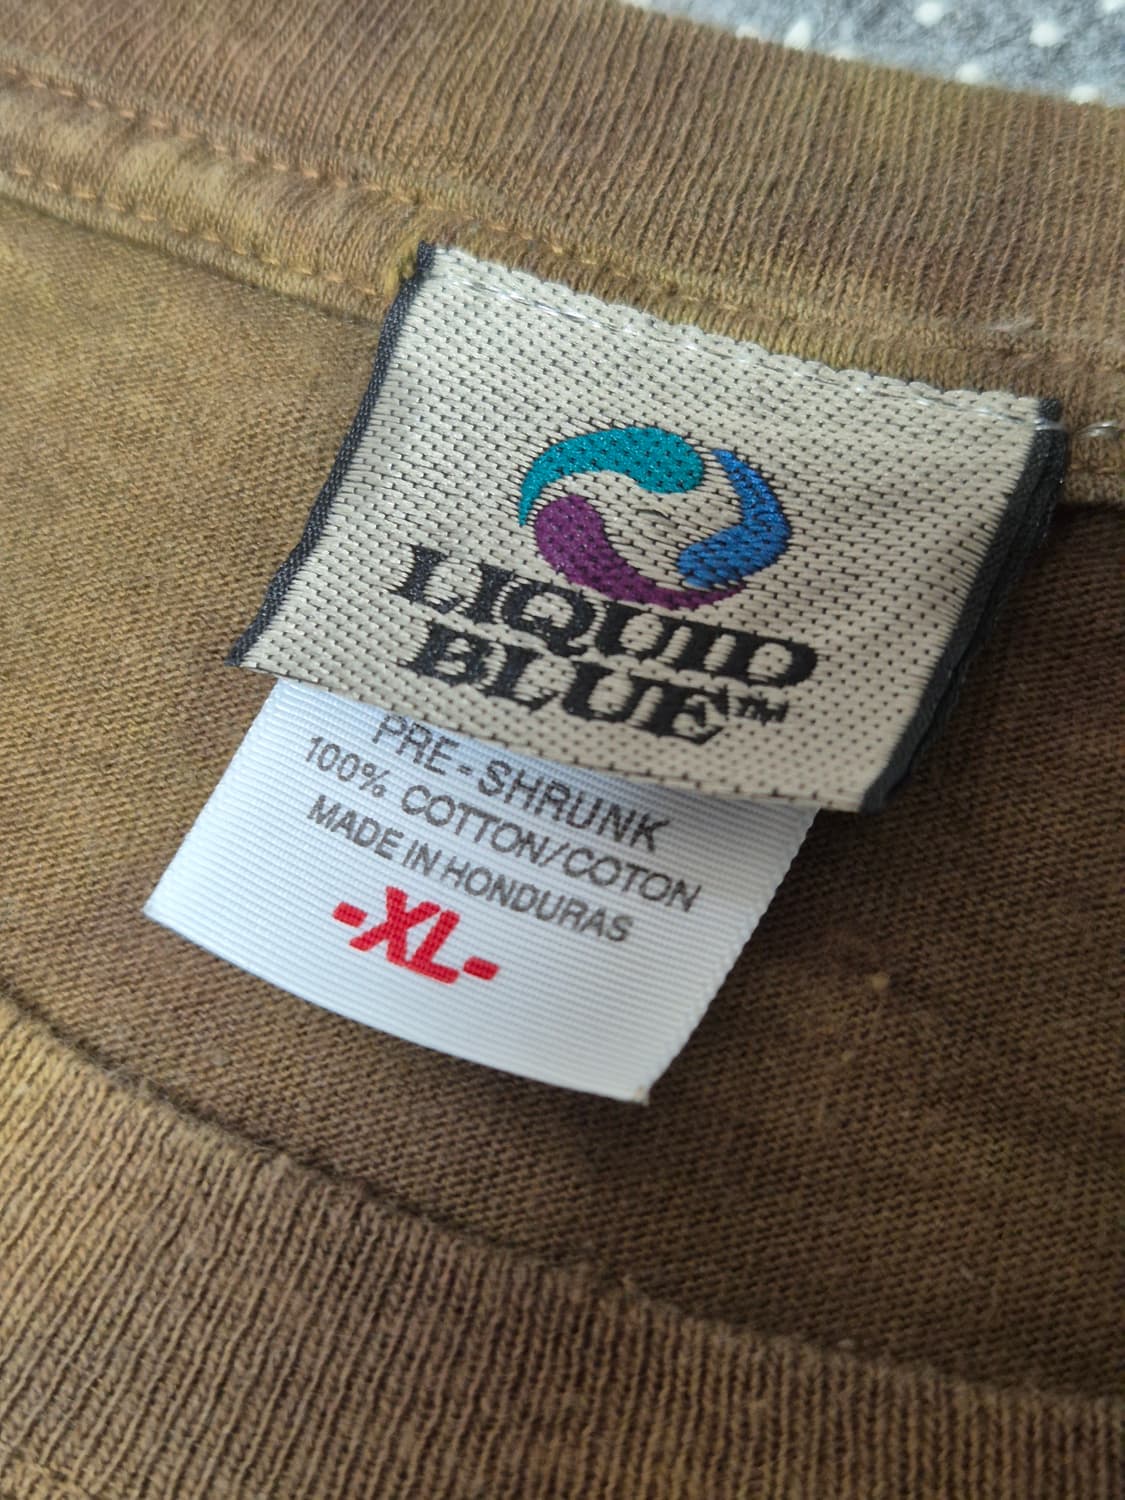 LIQUID
BLUE™
PRE-SHRUNK
100% COTTON/COTON
MADE IN HONDURAS
-XL-